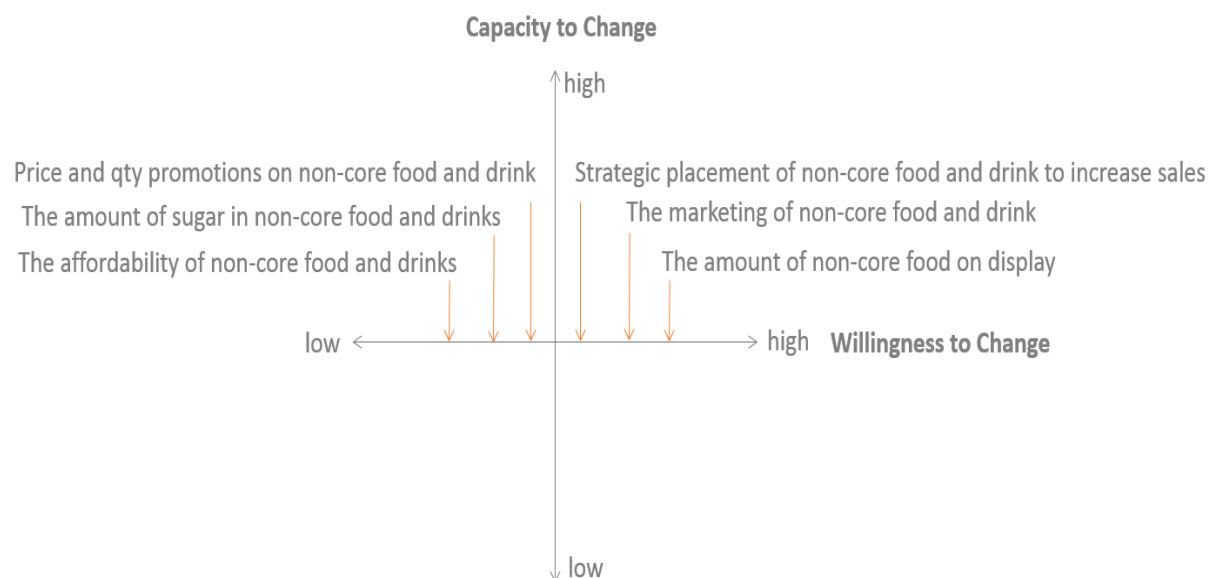 Capacity to Change
high
Price and qty promotions on non-core food and drink
Strategic placement of non-core food and drink to increase sales
The amount of sugar in non-core food and drinks
The marketing of non-core food and drink
The affordability of non-core food and drinks
The amount of non-core food on display
low
high
Willingness to Change
low